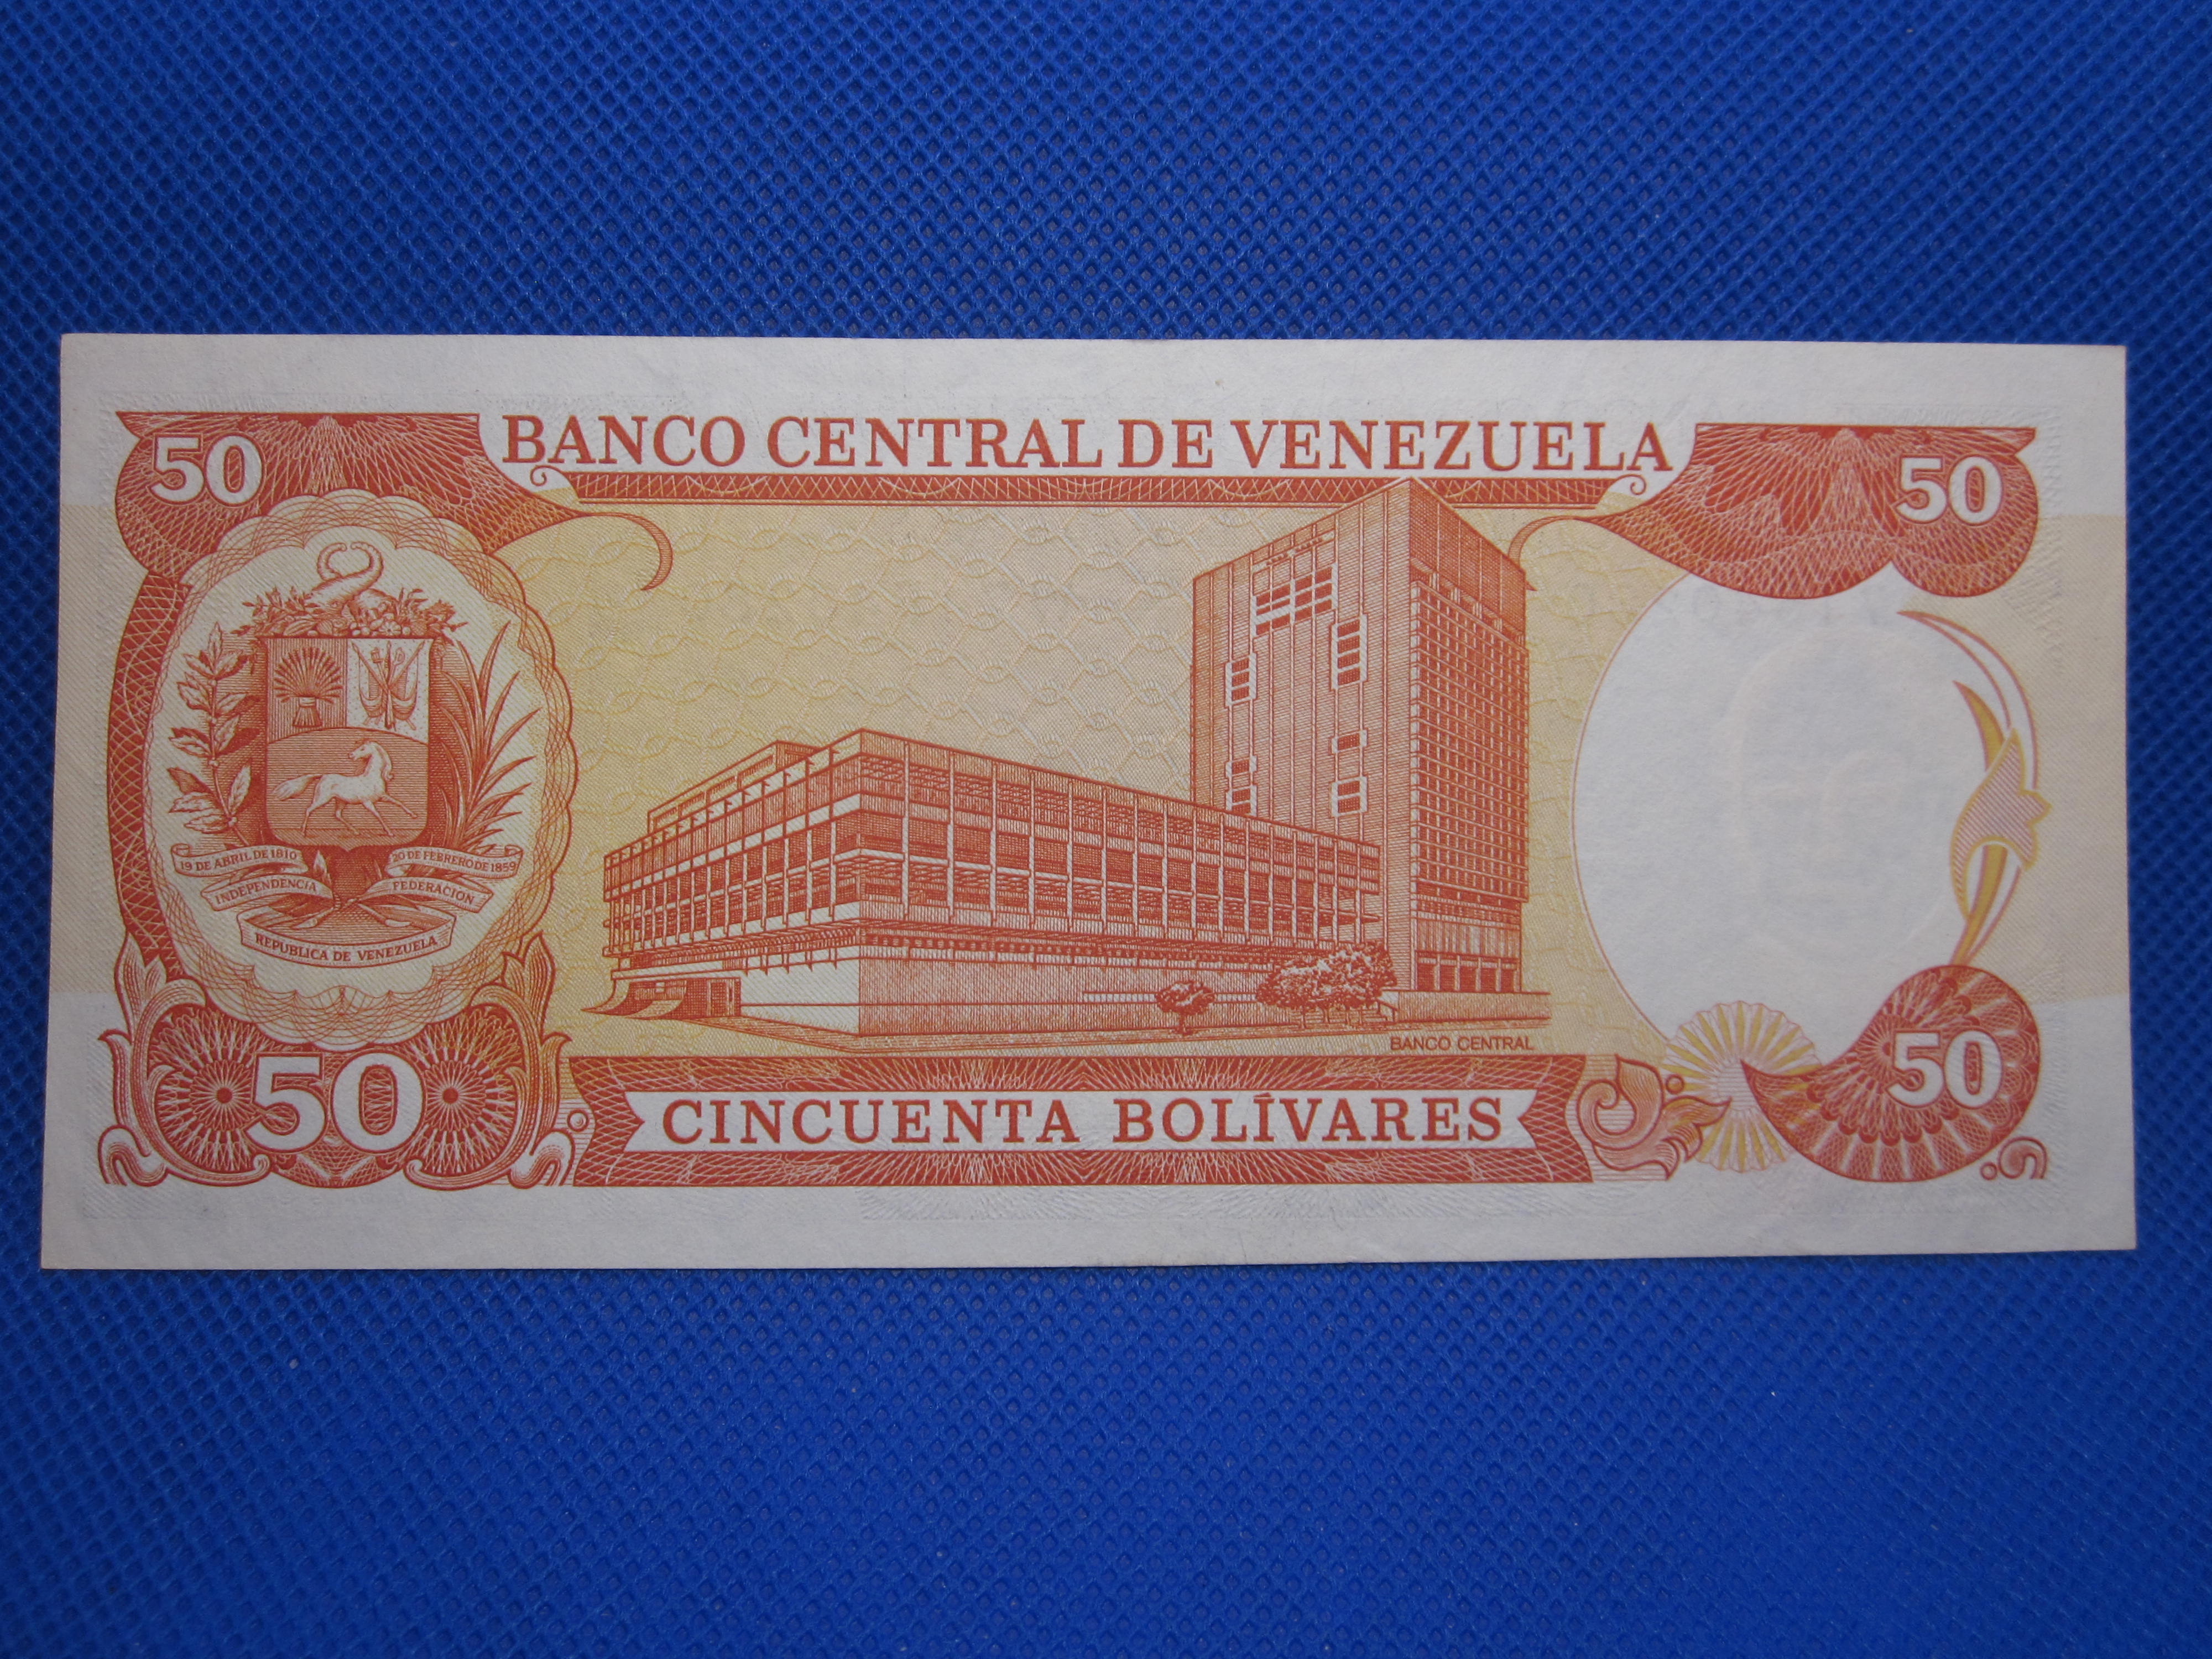 50
BANCO CENTRAL DE VENEZUELA
50
19 DE ABRIL DE 1810
20 DE FEBRERO DE 1859
INDEPENDENCIA
FEDERACION
REPUBLICA DE VENEZUELA
BANCO CENTRAL
50
CINCUENTA BOLÍVARES
50